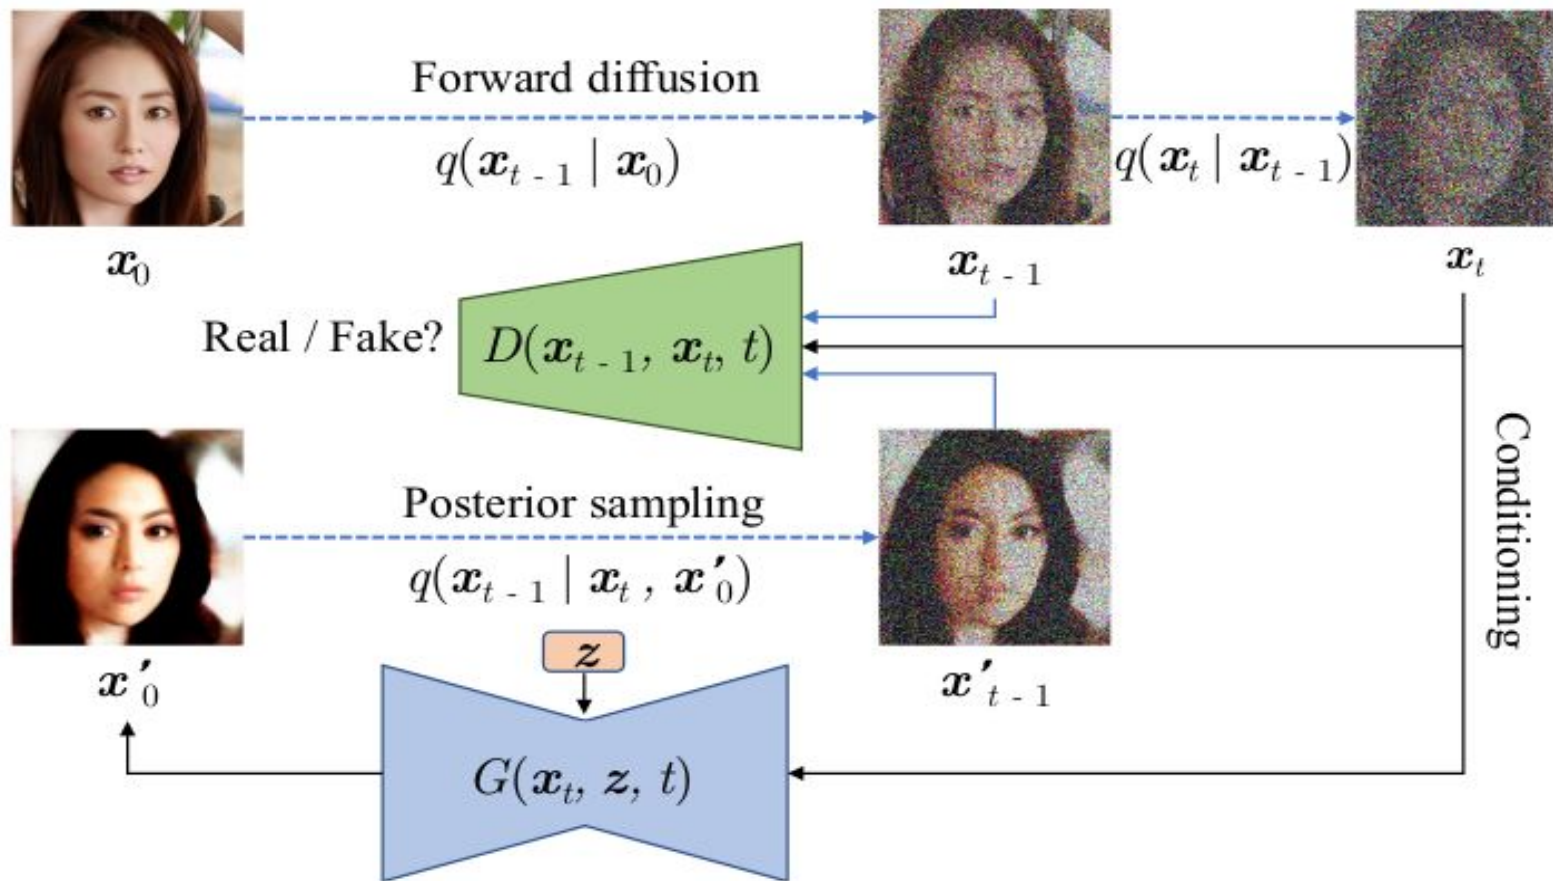 Forward diffusion
q(x_{t - 1} | x_0)
q(x_t | x_{t - 1})
x_0
x_{t - 1}
x_t
Real / Fake?
D(x_{t - 1}, x_t, t)
Conditioning
Posterior sampling
q(x_{t - 1} | x_t , x'_0)
z
x'_0
x'_{t - 1}
G(x_t, z, t)